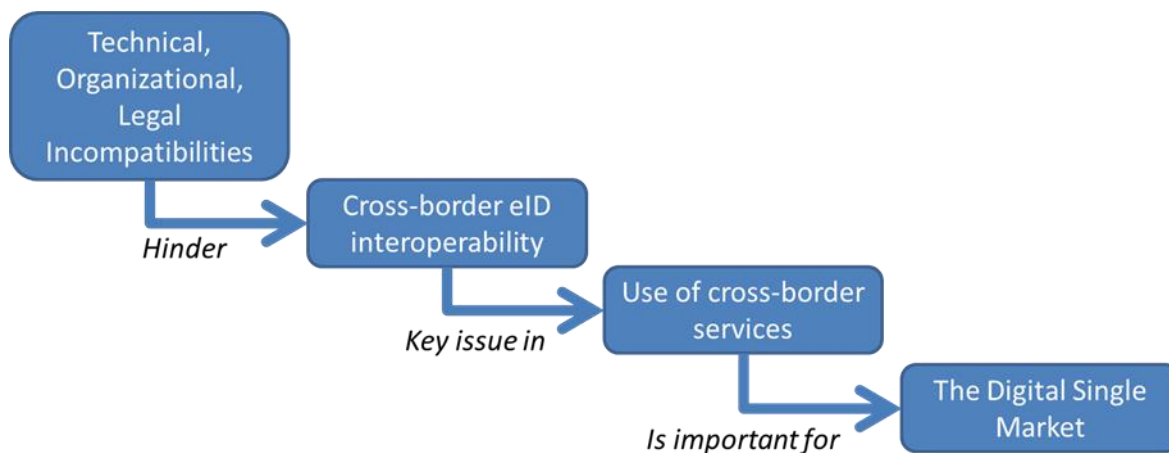 Technical,
Organizational,
Legal
Incompatibilities
Hinder
Cross-border eID
interoperability
Key issue in
Use of cross-border
services
Is important for
The Digital Single
Market